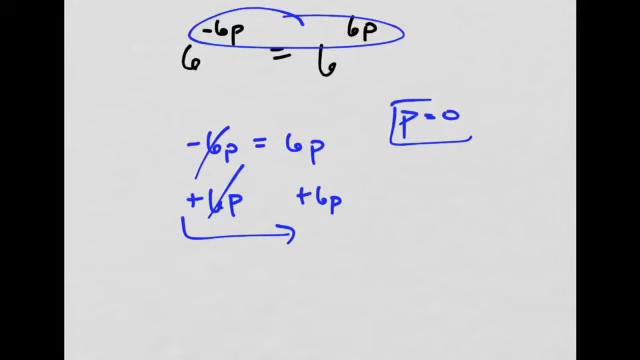 6^-6p = 6^6p
p = 0
-6p = 6p
+6p +6p